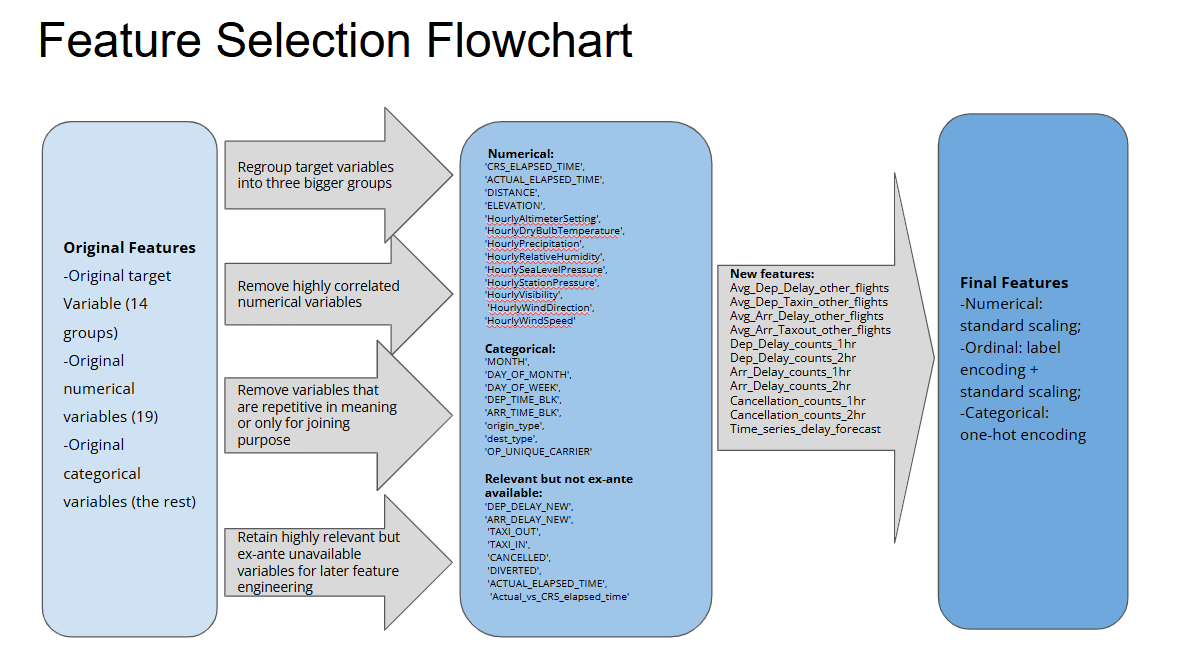 Feature Selection Flowchart
Original Features
-Original target
Variable (14
groups)
-Original
numerical
variables (19)
-Original
categorical
variables (the rest)
Regroup target variables
into three bigger groups
Remove highly correlated
numerical variables
Remove variables that
are repetitive in meaning
or only for joining
purpose
Retain highly relevant but
ex-ante unavailable
variables for later feature
engineering
Numerical:
'CRS_ELAPSED_TIME',
'ACTUAL_ELAPSED_TIME',
'DISTANCE',
'ELEVATION',
'HourlyAltimeterSetting',
'HourlyDryBulbTemperature',
'HourlyPrecipitation',
'HourlyRelativeHumidity',
'HourlySeaLevelPressure',
'HourlyStationPressure',
'HourlyVisibility',
'HourlyWindDirection',
'HourlyWindSpeed'
Categorical:
'MONTH',
'DAY_OF_MONTH',
'DAY_OF_WEEK',
'DEP_TIME_BLK',
'ARR_TIME_BLK',
'origin_type',
'dest_type',
'OP_UNIQUE_CARRIER'
Relevant but not ex-ante
available:
'DEP_DELAY_NEW',
'ARR_DELAY_NEW',
'TAXI_OUT',
'TAXI_IN',
'CANCELLED',
'DIVERTED',
'ACTUAL_ELAPSED_TIME',
'Actual_vs_CRS_elapsed_time'
New features:
Avg_Dep_Delay_other_flights
Avg_Dep_Taxin_other_flights
Avg_Arr_Delay_other_flights
Avg_Arr_Taxout_other_flights
Dep_Delay_counts_1hr
Dep_Delay_counts_2hr
Arr_Delay_counts_1hr
Arr_Delay_counts_2hr
Cancellation_counts_1hr
Cancellation_counts_2hr
Time_series_delay_forecast
Final Features
-Numerical:
standard scaling;
-Ordinal: label
encoding +
standard scaling;
-Categorical:
one-hot encoding